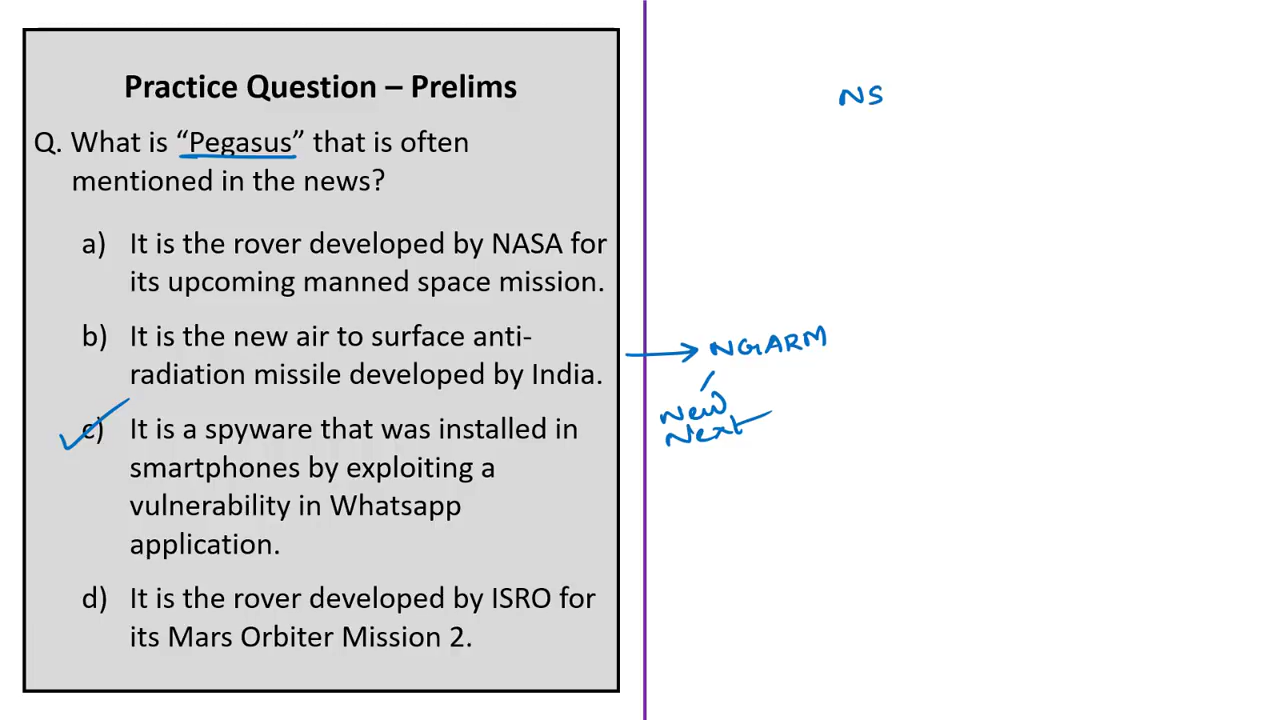 Practice Question – Prelims
Q. What is “Pegasus” that is often
mentioned in the news?
a) It is the rover developed by NASA for
its upcoming manned space mission.
b) It is the new air to surface anti-
radiation missile developed by India.
c) It is a spyware that was installed in
smartphones by exploiting a
vulnerability in Whatsapp
application.
d) It is the rover developed by ISRO for
its Mars Orbiter Mission 2.
NS
NGARM
New
Next